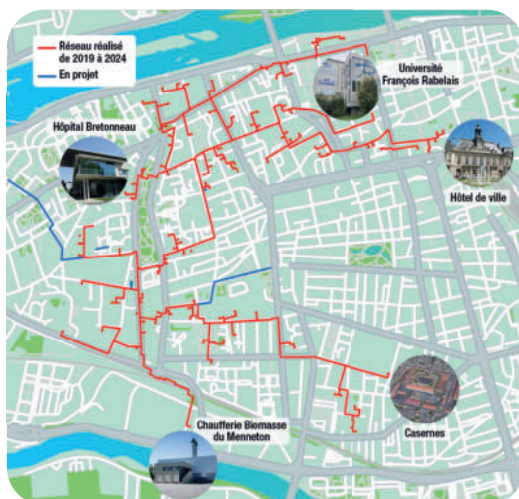 Réseau réalisé
de 2019 à 2024
En projet
Université
François Rabelais
Hôpital Bretonneau
Hôtel de ville
Chaufferie Biomasse
du Menneton
Casernes